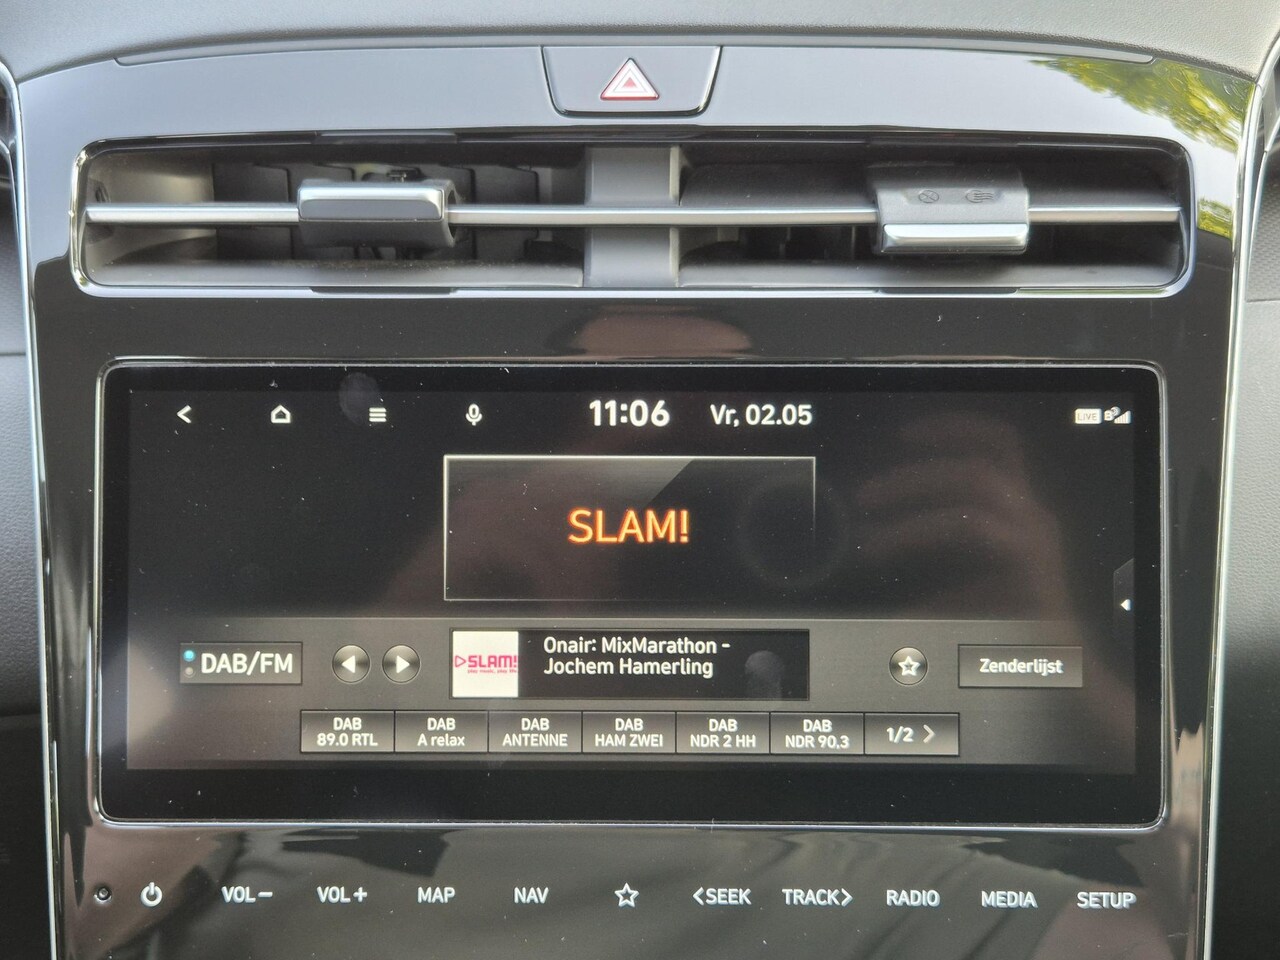 11:06 Vr, 02.05 LIVE
SLAM!
DAB/FM
SLAM!
Onair: MixMarathon -
Jochem Hamerling
Zenderlijst
DAB 89.0 RTL
DAB A relax
DAB ANTENNE
DAB HAM ZWEI
DAB NDR 2 HH
DAB NDR 90,3
1/2 >
VOL− VOL+ MAP NAV <SEEK TRACK> RADIO MEDIA SETUP